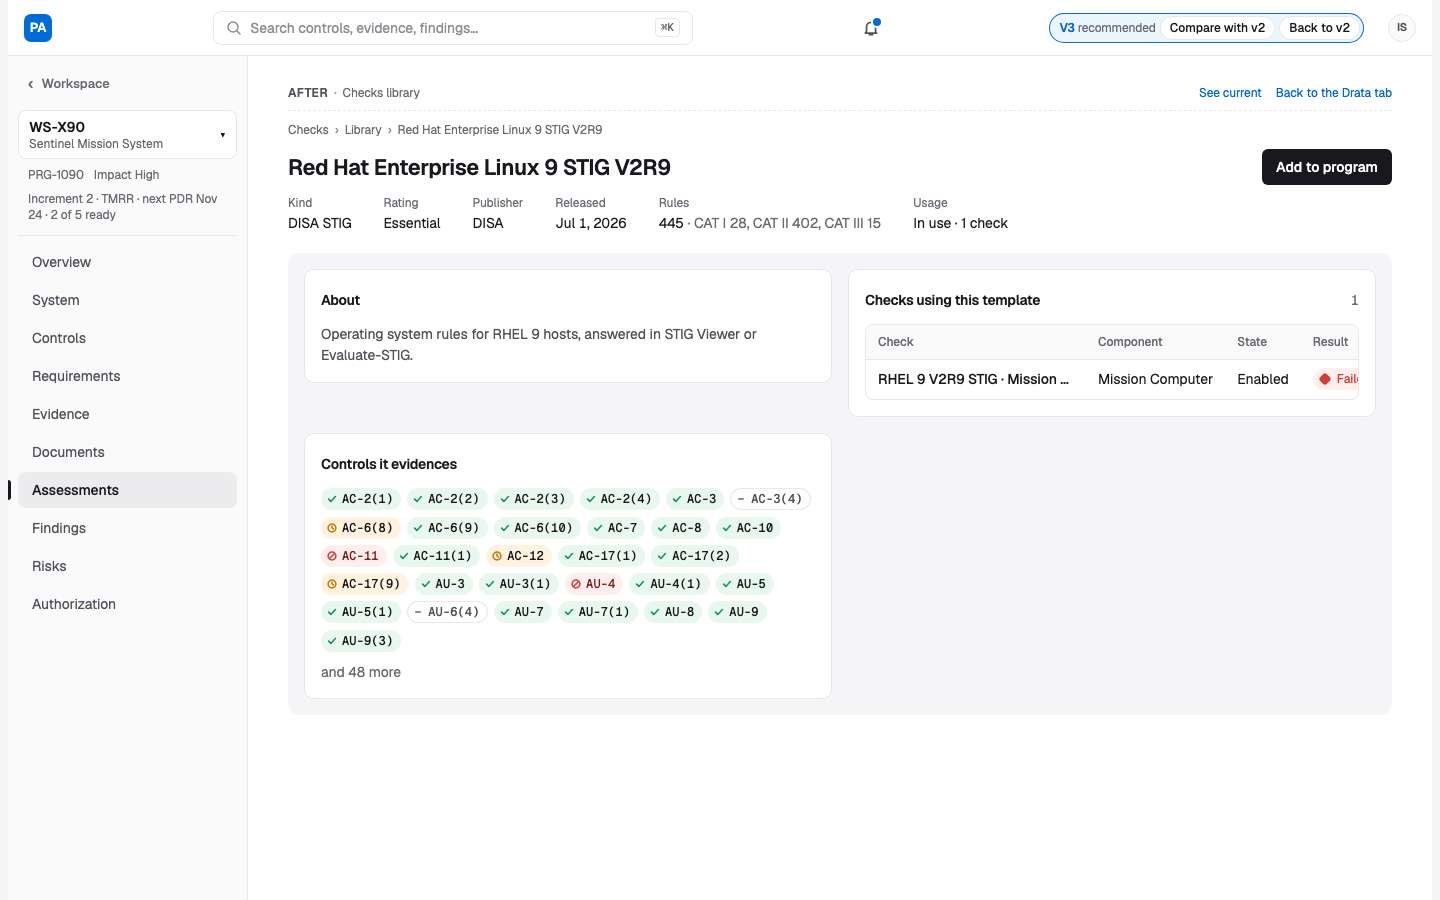 PA
Search controls, evidence, findings...
⌘K
V3 recommended Compare with v2 Back to v2
IS
‹ Workspace
WS-X90
Sentinel Mission System
PRG-1090 Impact High
Increment 2 · TMRR · next PDR Nov
24 · 2 of 5 ready
Overview
System
Controls
Requirements
Evidence
Documents
Assessments
Findings
Risks
Authorization
AFTER · Checks library
See current Back to the Drata tab
Checks › Library › Red Hat Enterprise Linux 9 STIG V2R9
Red Hat Enterprise Linux 9 STIG V2R9
Add to program
Kind Rating Publisher Released Rules Usage
DISA STIG Essential DISA Jul 1, 2026 445 · CAT I 28, CAT II 402, CAT III 15 In use · 1 check
About
Operating system rules for RHEL 9 hosts, answered in STIG Viewer or
Evaluate-STIG.
Checks using this template 1
Check Component State Result
RHEL 9 V2R9 STIG · Mission ... Mission Computer Enabled
Controls it evidences
AC-2(1) AC-2(2) AC-2(3) AC-2(4) AC-3 – AC-3(4)
AC-6(8) AC-6(9) AC-6(10) AC-7 AC-8 AC-10
AC-11 AC-11(1) AC-12 AC-17(1) AC-17(2)
AC-17(9) AU-3 AU-3(1) AU-4 AU-4(1) AU-5
AU-5(1) – AU-6(4) AU-7 AU-7(1) AU-8 AU-9
AU-9(3)
and 48 more